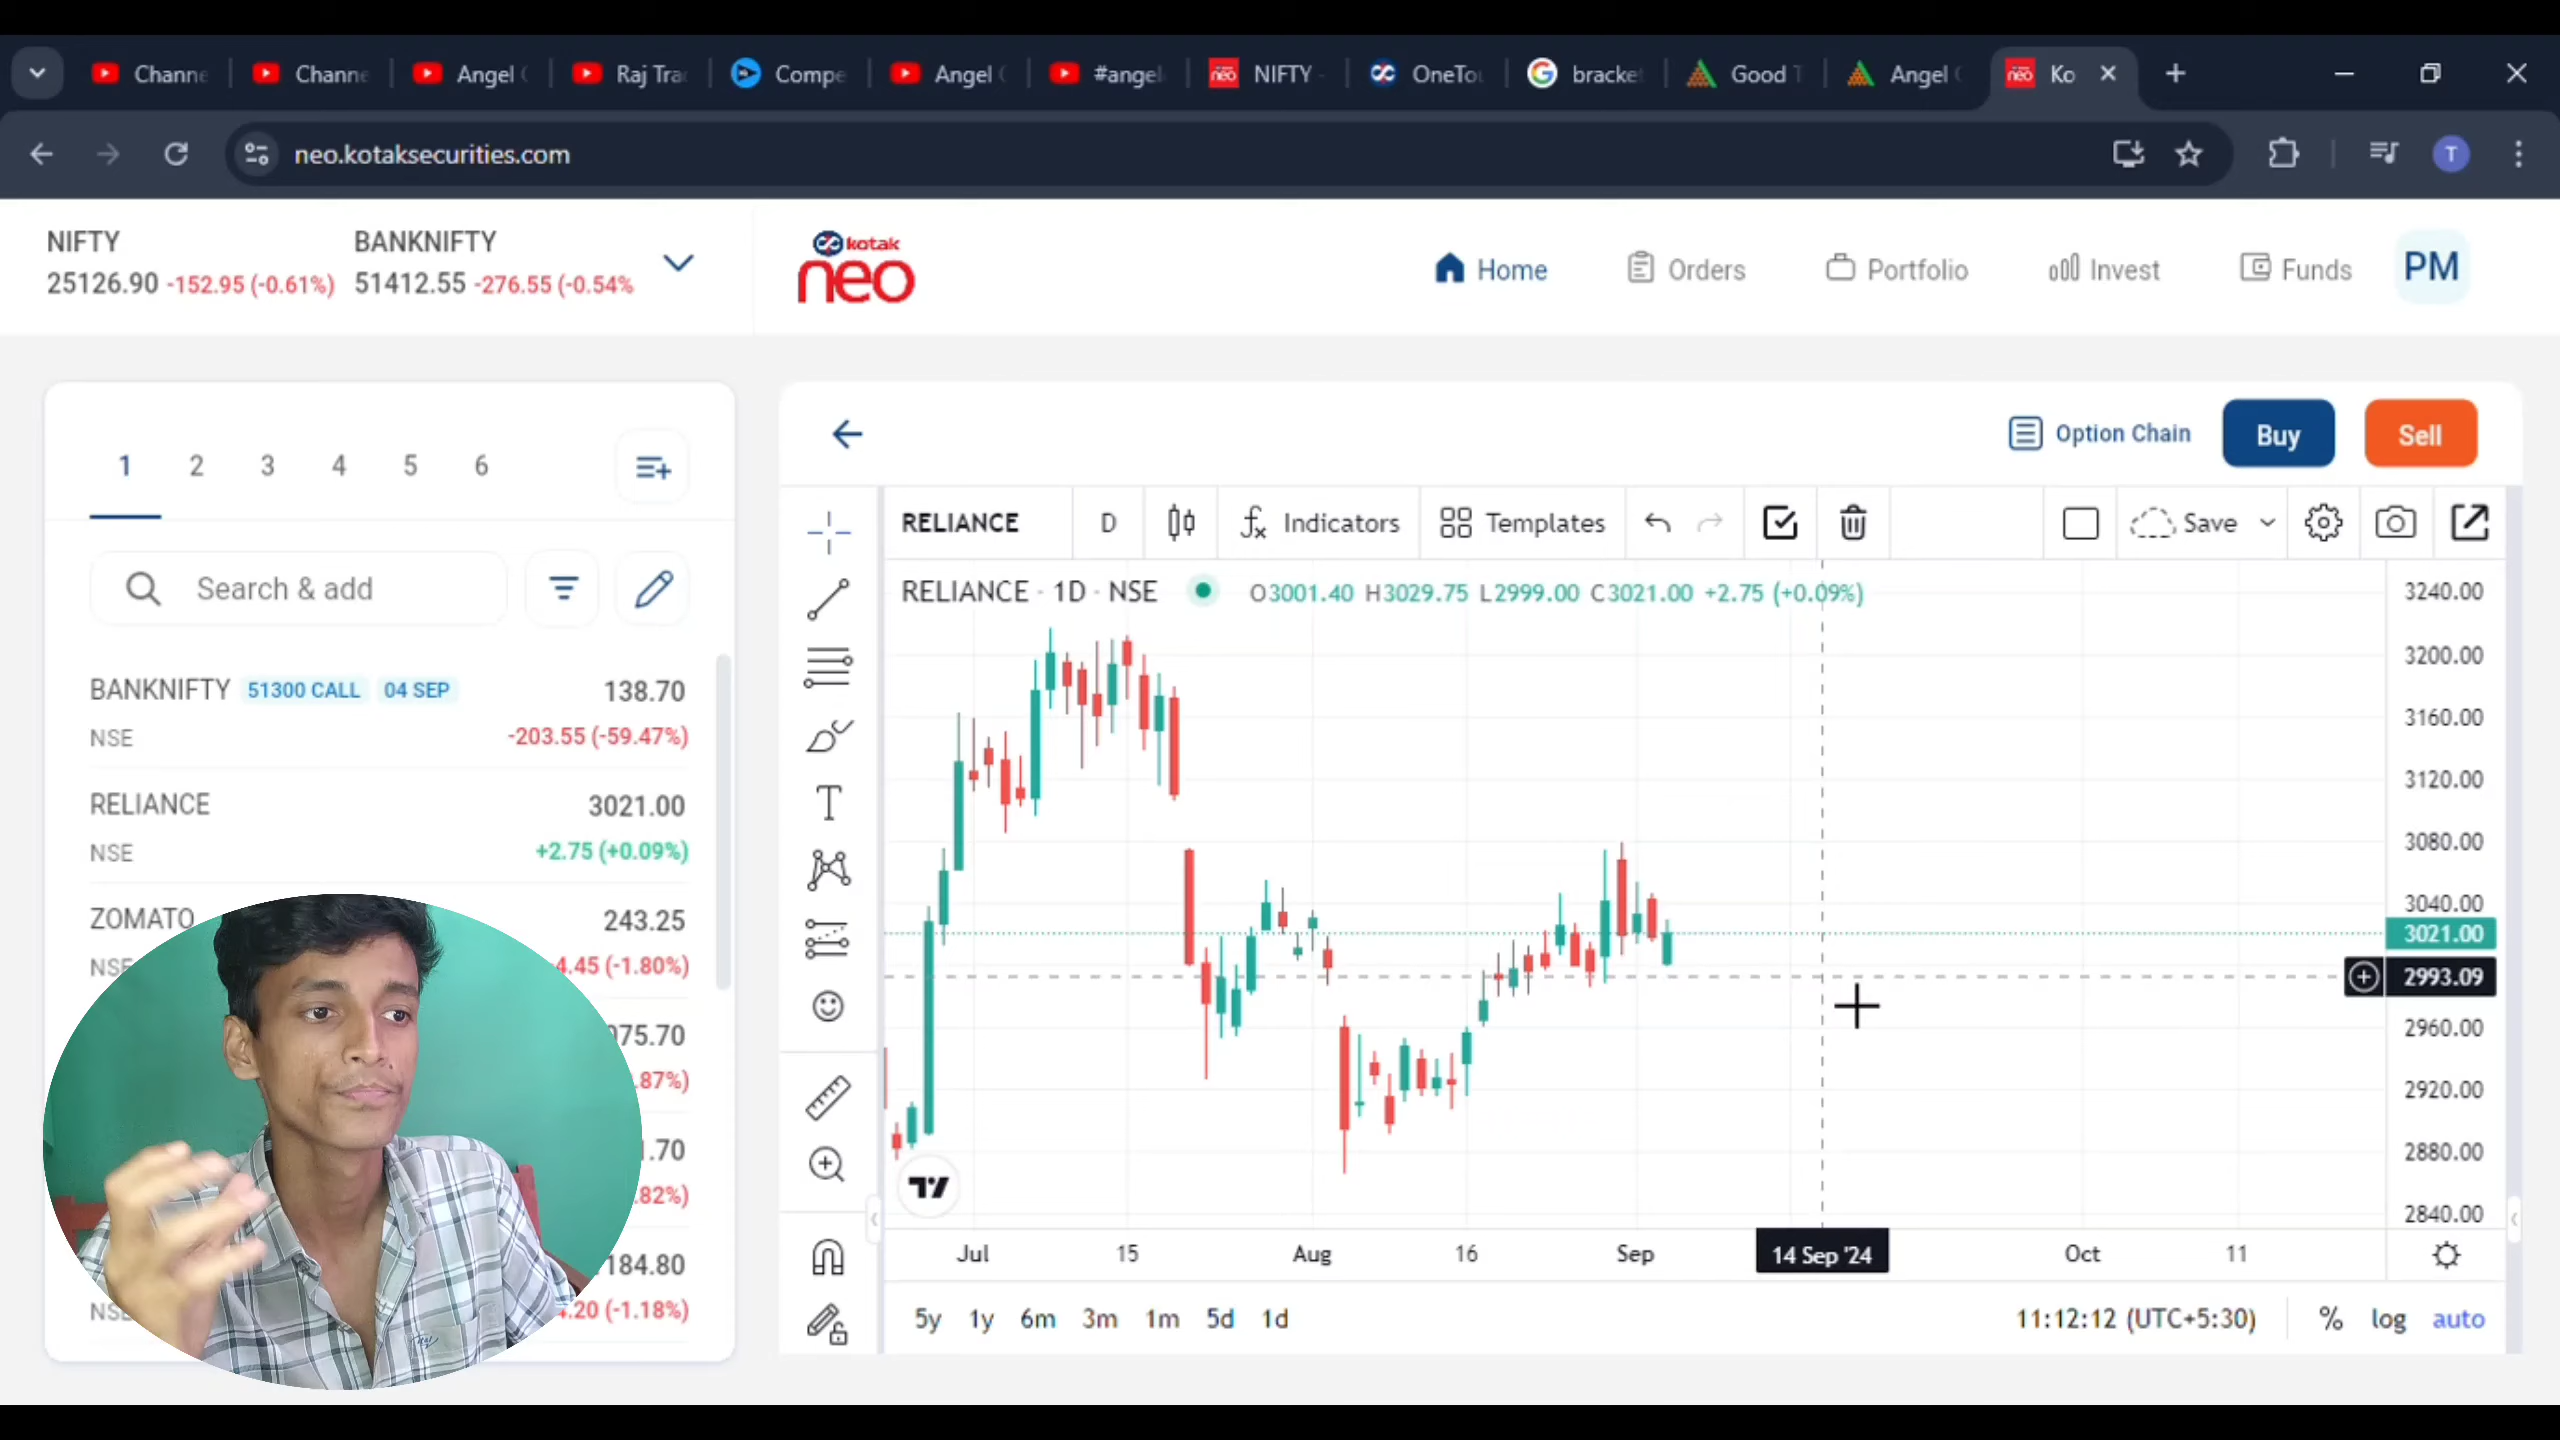 Channe
Channe
Angel
Raj Tra
Compe
Angel
#angel
neo NIFTY
OneTo
bracke
Good T
Angel
neo Ko
neo.kotaksecurities.com
T
NIFTY
25126.90 -152.95 (-0.61%)
BANKNIFTY
51412.55 -276.55 (-0.54%
kotak
neo
Home
Orders
Portfolio
Invest
Funds
PM
1 2 3 4 5 6
Search & add
BANKNIFTY 51300 CALL 04 SEP 138.70
NSE -203.55 (-59.47%)
RELIANCE 3021.00
NSE +2.75 (+0.09%)
ZOMATO 243.25
NSE 4.45 (-1.80%)
075.70
.87%)
.70
.82%)
184.80
NS 4.20 (-1.18%)
Option Chain
Buy
Sell
RELIANCE D Indicators Templates Save
RELIANCE · 1D · NSE O3001.40 H3029.75 L2999.00 C3021.00 +2.75 (+0.09%)
3240.00
3200.00
3160.00
3120.00
3080.00
3040.00
3021.00
2993.09
2960.00
2920.00
2880.00
2840.00
Jul 15 Aug 16 Sep 14 Sep '24 Oct 11
5y 1y 6m 3m 1m 5d 1d
11:12:12 (UTC+5:30) % log auto